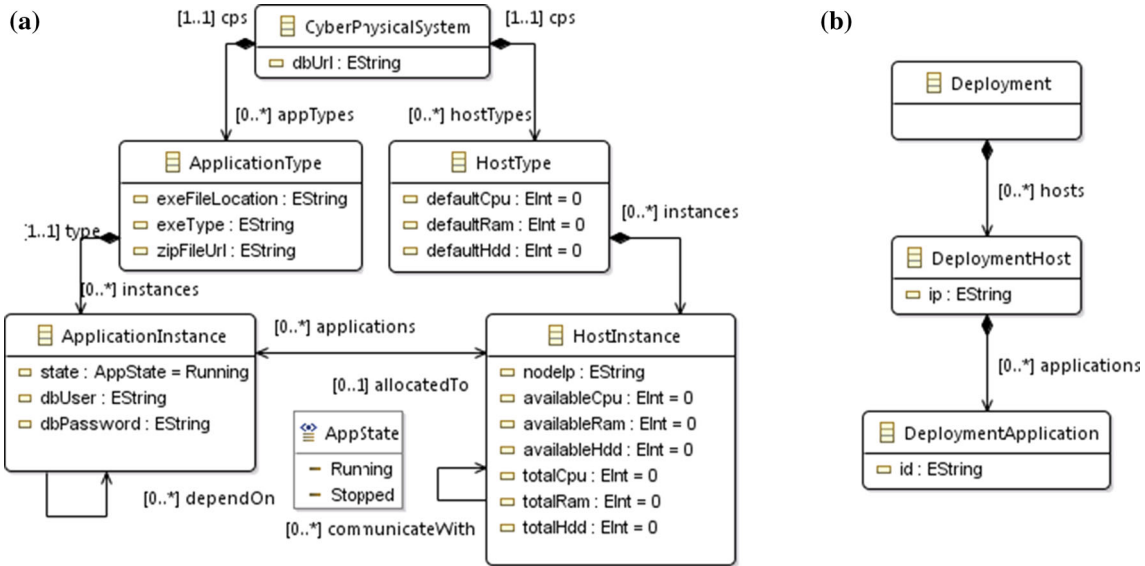 (a)
[1..1] cps
CyberPhysicalSystem
dbUrl : EString
[1..1] cps
[0..*] appTypes
[0..*] hostTypes
ApplicationType
exeFileLocation : EString
exeType : EString
zipFileUrl : EString
HostType
defaultCpu : EInt = 0
defaultRam : EInt = 0
defaultHdd : EInt = 0
[1..1] type
[0..*] instances
[0..*] instances
ApplicationInstance
state : AppState = Running
dbUser : EString
dbPassword : EString
[0..*] applications
[0..1] allocatedTo
HostInstance
nodeIp : EString
availableCpu : EInt = 0
availableRam : EInt = 0
availableHdd : EInt = 0
totalCpu : EInt = 0
totalRam : EInt = 0
totalHdd : EInt = 0
AppState
Running
Stopped
[0..*] dependOn
[0..*] communicateWith
(b)
Deployment
[0..*] hosts
DeploymentHost
ip : EString
[0..*] applications
DeploymentApplication
id : EString